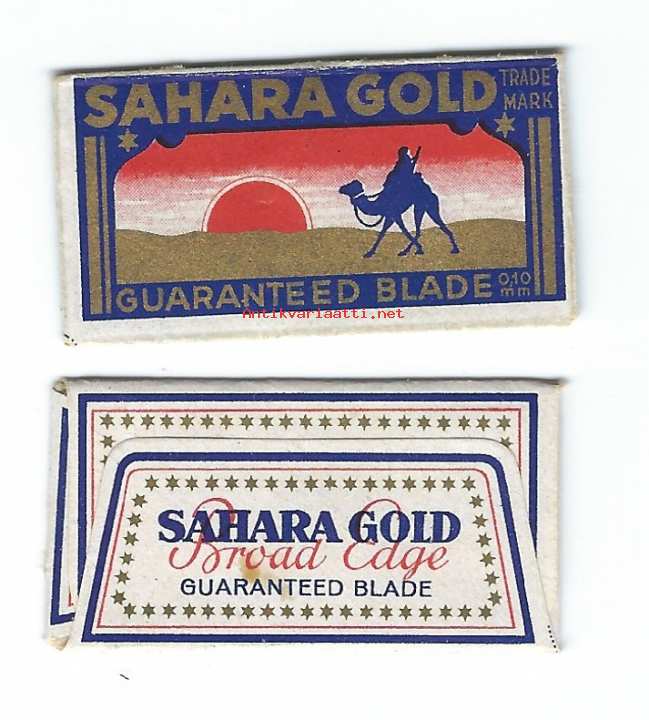 SAHARA GOLD
TRADE
MARK
GUARANTEED BLADE 0,10 mm
Antikvariaatti.net
SAHARA GOLD
Broad Edge
GUARANTEED BLADE